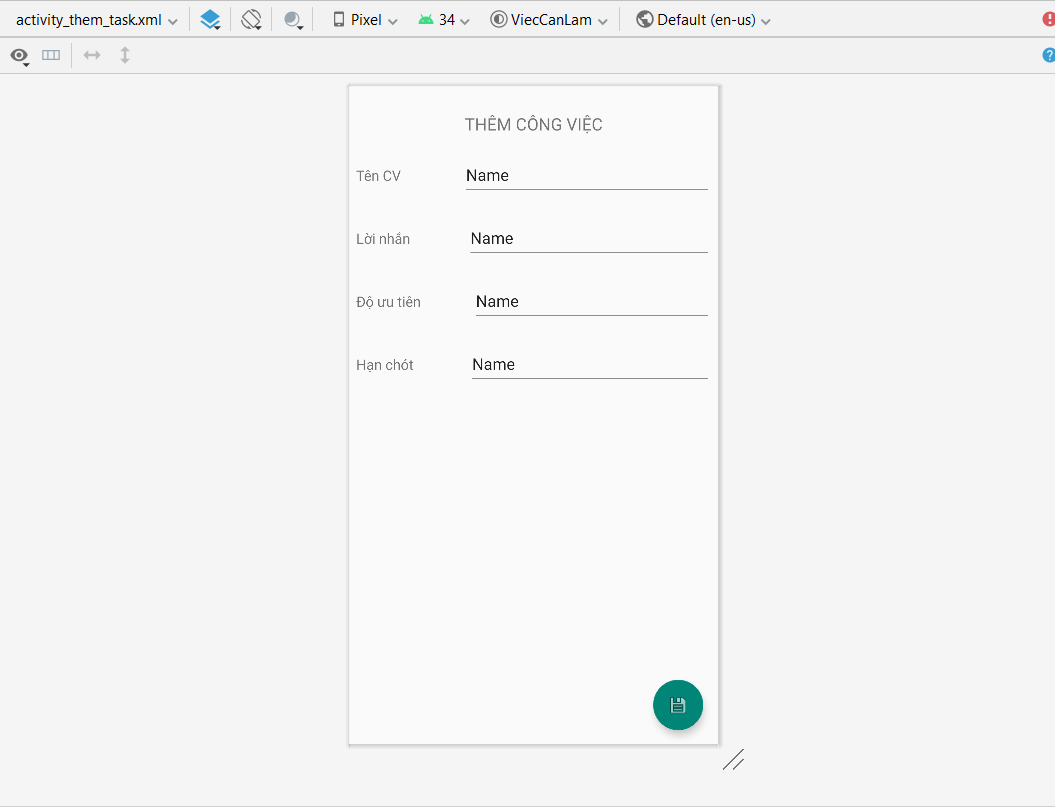 activity_them_task.xml Pixel 34 ViecCanLam Default (en-us)
THÊM CÔNG VIỆC
Tên CV Name
Lời nhắn Name
Độ ưu tiên Name
Hạn chót Name